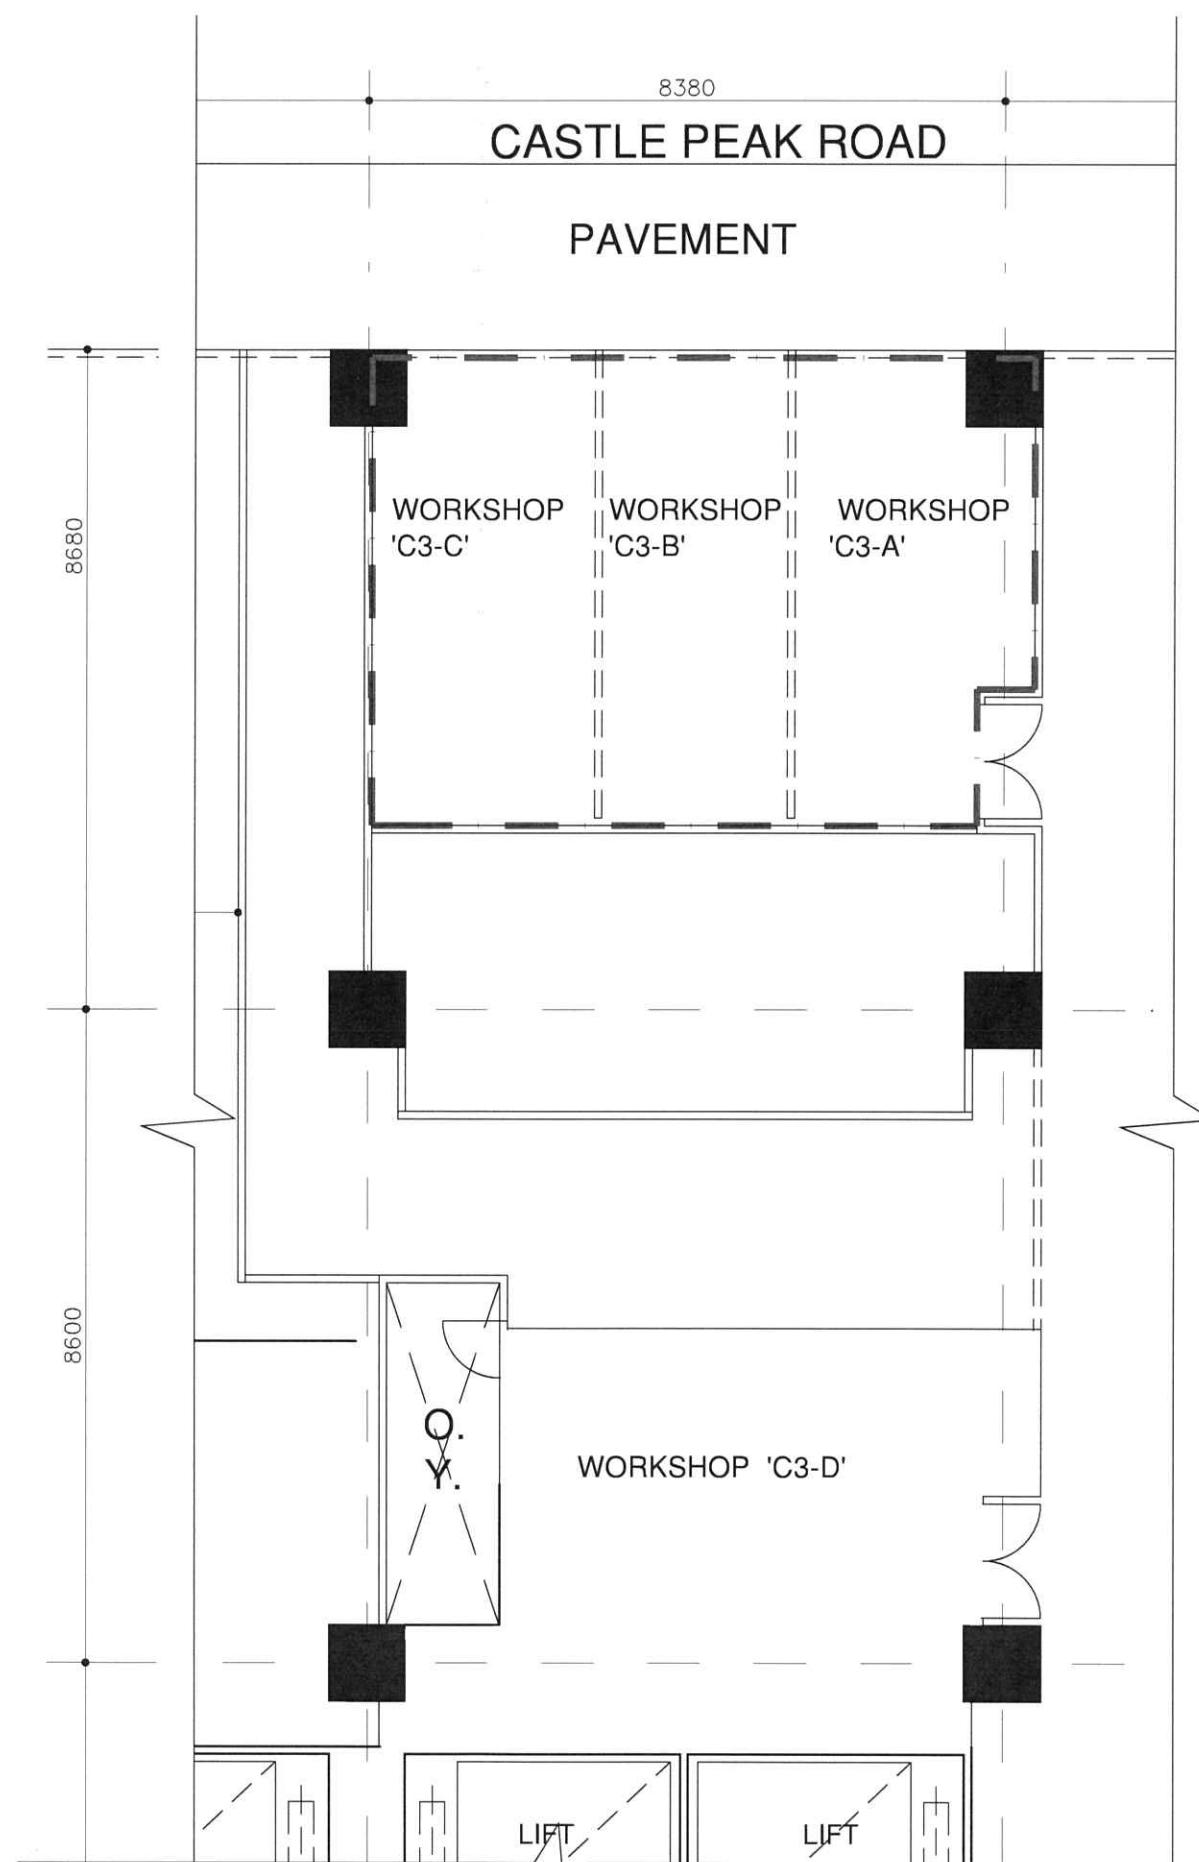 8380
CASTLE PEAK ROAD
PAVEMENT
8680
WORKSHOP
'C3-C'
WORKSHOP
'C3-B'
WORKSHOP
'C3-A'
8600
O.
Y.
WORKSHOP 'C3-D'
LIFT
LIFT